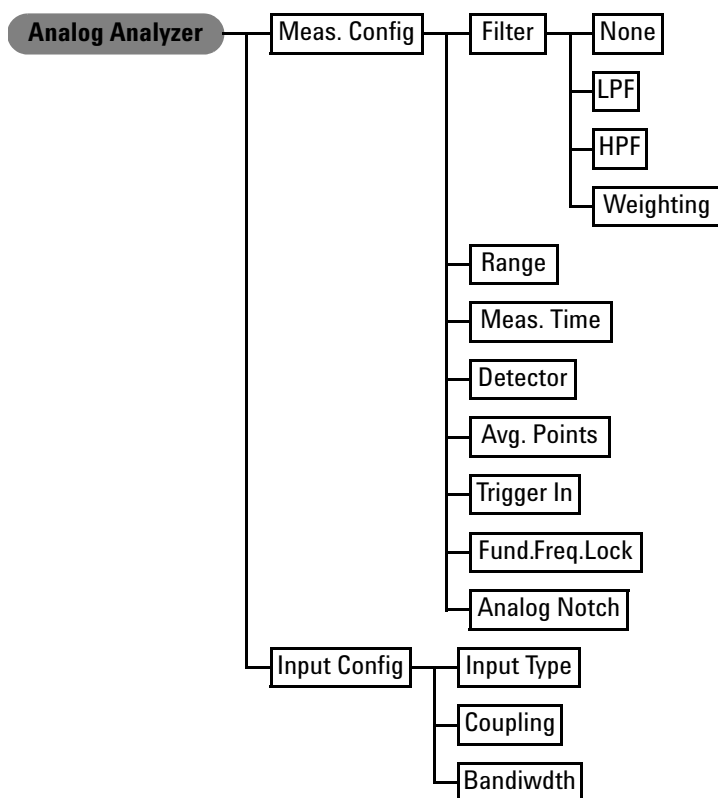 Analog Analyzer
Meas. Config
Filter
None
LPF
HPF
Weighting
Range
Meas. Time
Detector
Avg. Points
Trigger In
Fund.Freq.Lock
Analog Notch
Input Config
Input Type
Coupling
Bandiwdth